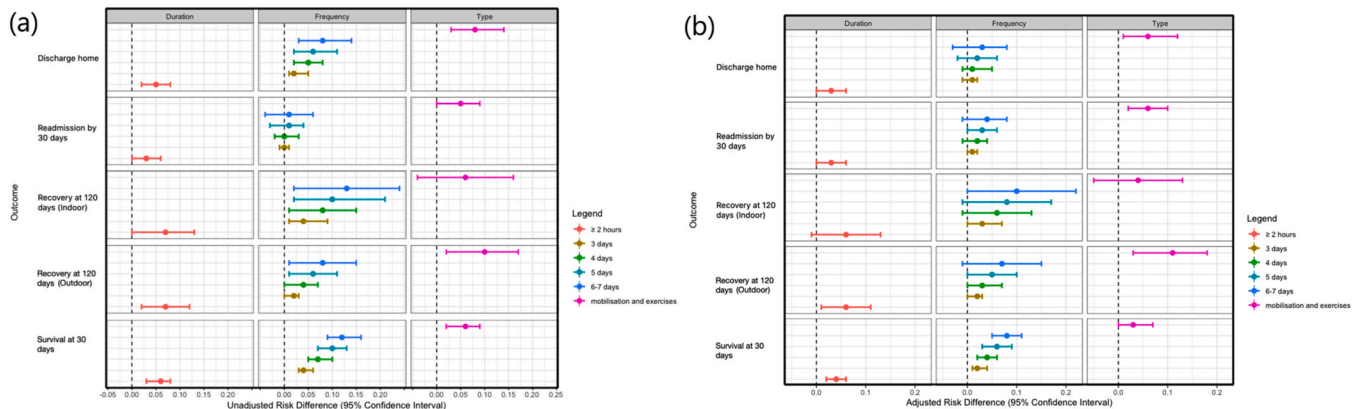 (a)
Duration
Frequency
Type
Discharge home
Readmission by
30 days
Recovery at 120
days (Indoor)
Recovery at 120
days (Outdoor)
Survival at 30
days
Outcome
-0.05 0.00 0.05 0.10 0.15 0.20 0.25
0.00 0.05 0.10 0.15 0.20
0.00 0.05 0.10 0.15 0.20 0.25
Unadjusted Risk Difference (95% Confidence Interval)
Legend
≥ 2 hours
3 days
4 days
5 days
6-7 days
mobilisation and exercises
(b)
Duration
Frequency
Type
Discharge home
Readmission by
30 days
Recovery at 120
days (Indoor)
Recovery at 120
days (Outdoor)
Survival at 30
days
Outcome
0.0 0.1 0.2
0.0 0.1 0.2
0.0 0.1 0.2
Adjusted Risk Difference (95% Confidence Interval)
Legend
≥ 2 hours
3 days
4 days
5 days
6-7 days
mobilisation and exercises